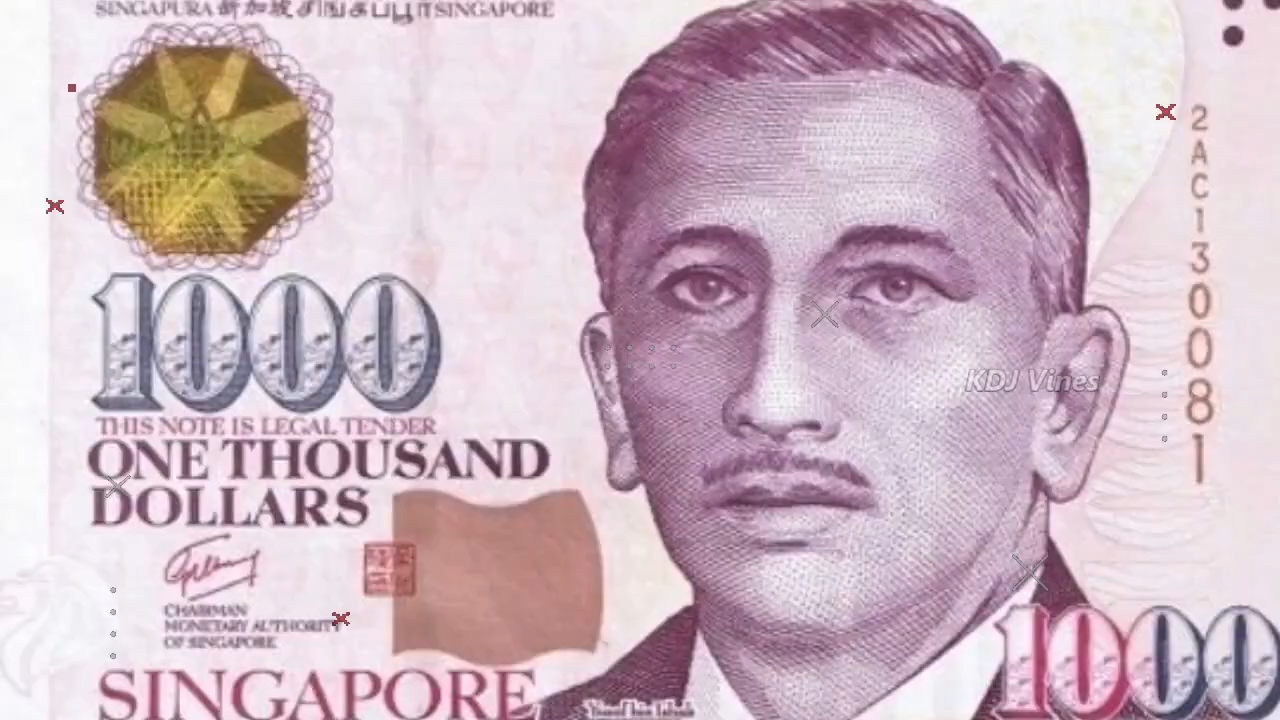 SINGAPURA 新加坡 சிங்கப்பூர் SINGAPORE
2AC130081
1000
KDJ Vines
THIS NOTE IS LEGAL TENDER
ONE THOUSAND
DOLLARS
CHAIRMAN
MONETARY AUTHORITY
OF SINGAPORE
1000
SINGAPORE